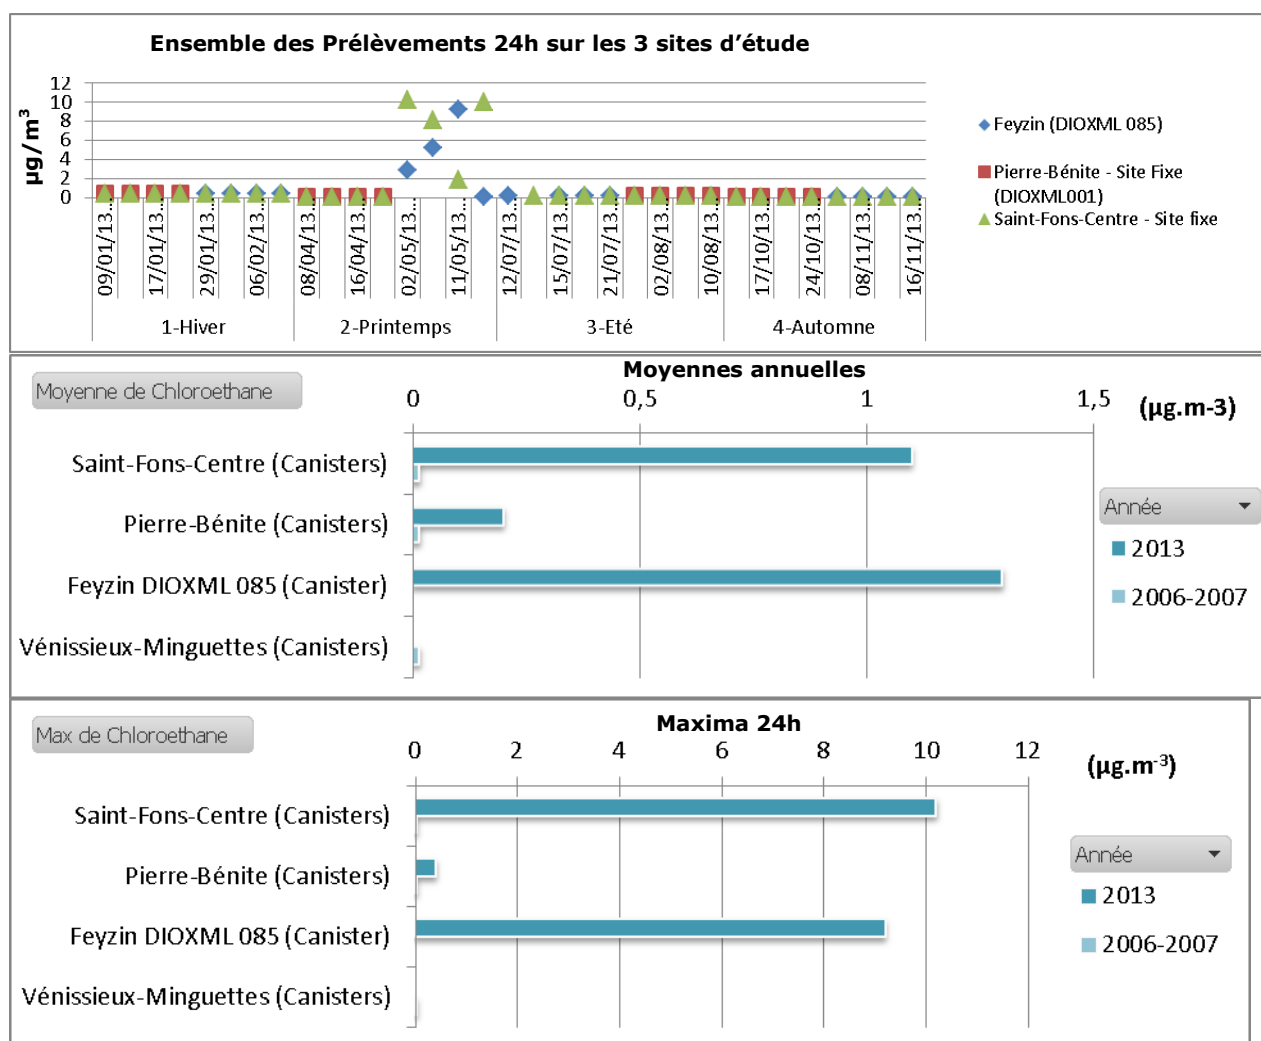 Ensemble des Prélèvements 24h sur les 3 sites d’étude
µg/m³
12
10
8
6
4
2
0
09/01/13...
17/01/13...
29/01/13...
06/02/13...
08/04/13...
16/04/13...
02/05/13...
11/05/13...
12/07/13...
15/07/13...
21/07/13...
02/08/13...
10/08/13...
17/10/13...
24/10/13...
08/11/13...
16/11/13...
1-Hiver
2-Printemps
3-Eté
4-Automne
Feyzin (DIOXML 085)
Pierre-Bénite - Site Fixe
(DIOXML001)
Saint-Fons-Centre - Site fixe
Moyenne de Chloroethane
Moyennes annuelles
0 0,5 1 1,5 (µg.m-3)
Saint-Fons-Centre (Canisters)
Pierre-Bénite (Canisters)
Feyzin DIOXML 085 (Canister)
Vénissieux-Minguettes (Canisters)
Année
2013
2006-2007
Max de Chloroethane
Maxima 24h
0 2 4 6 8 10 12
(µg.m-³)
Saint-Fons-Centre (Canisters)
Pierre-Bénite (Canisters)
Feyzin DIOXML 085 (Canister)
Vénissieux-Minguettes (Canisters)
Année
2013
2006-2007